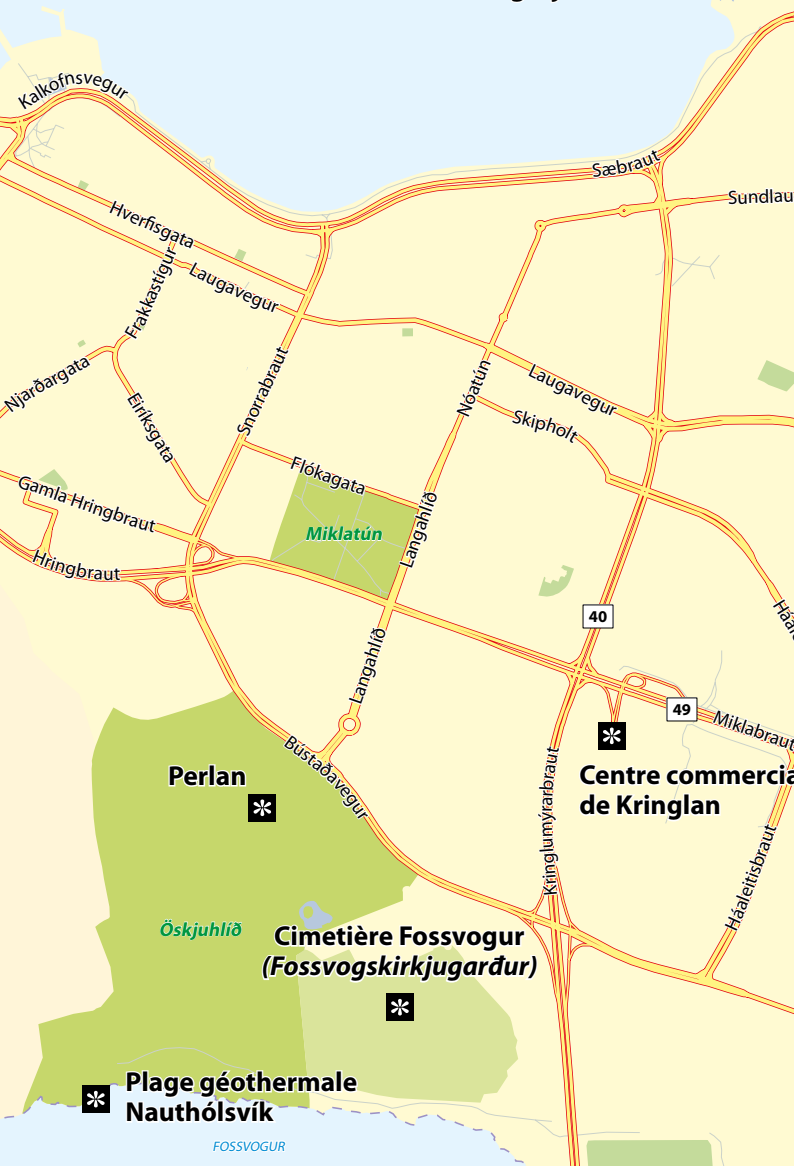 Kalkofnsvegur
Sæbraut
Sundlau
Hverfisgata
Laugavegur
Frakkastígur
Njarðargata
Eiríksgata
Snorrabraut
Nóatún
Laugavegur
Skipholt
Flókagata
Miklatún
Langahlíð
Gamla Hringbraut
Hringbraut
Háal
40
Langahlíð
49
Miklabraut
Bústaðavegur
Perlan
Centre commercia
de Kringlan
Kringlumýrarbraut
Háaleitisbraut
Öskjuhlíð
Cimetière Fossvogur
(Fossvogskirkjugarður)
Plage géothermale
Nauthólsvík
FOSSVOGUR